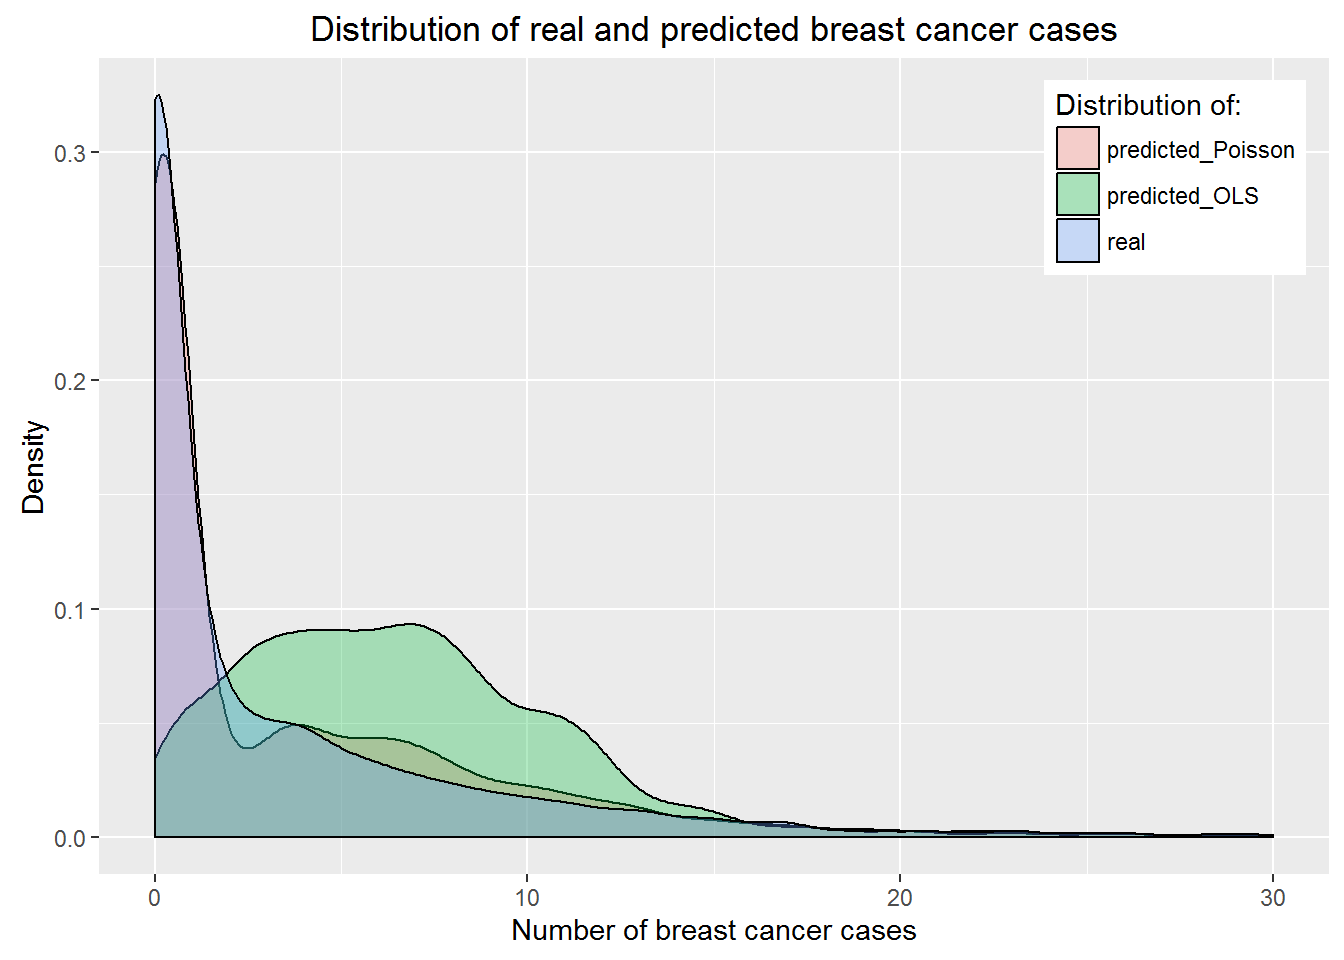 Distribution of real and predicted breast cancer cases
Distribution of:
predicted_Poisson
predicted_OLS
real
Density
0.3
0.2
0.1
0.0
0 10 20 30
Number of breast cancer cases